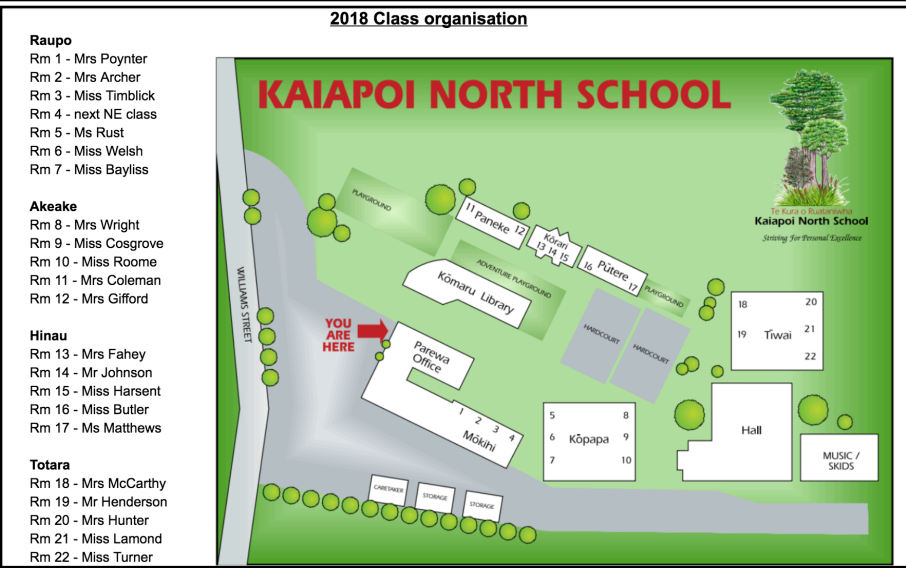 2018 Class organisation
Raupo
Rm 1 - Mrs Poynter
Rm 2 - Mrs Archer
Rm 3 - Miss Timblick
Rm 4 - next NE class
Rm 5 - Ms Rust
Rm 6 - Miss Welsh
Rm 7 - Miss Bayliss
Akeake
Rm 8 - Mrs Wright
Rm 9 - Miss Cosgrove
Rm 10 - Miss Roome
Rm 11 - Mrs Coleman
Rm 12 - Mrs Gifford
Hinau
Rm 13 - Mrs Fahey
Rm 14 - Mr Johnson
Rm 15 - Miss Harsent
Rm 16 - Miss Butler
Rm 17 - Ms Matthews
Totara
Rm 18 - Mrs McCarthy
Rm 19 - Mr Henderson
Rm 20 - Mrs Hunter
Rm 21 - Miss Lamond
Rm 22 - Miss Turner
KAIAPOI NORTH SCHOOL
Te Kura o Ruataniwha
Kaiapoi North School
Striving For Personal Excellence
PLAYGROUND
11 Paneke 12
Kōrari
13 14 15
Pūtere
16 17
PLAYGROUND
ADVENTURE PLAYGROUND
Kōmaru Library
HARDCOURT
HARDCOURT
18 20
19 Tīwai 21
22
WILLIAMS STREET
YOU
ARE
HERE
Parewa
Office
1 2 3 4
Mōkihi
5 8
6 Kōpapa 9
7 10
Hall
MUSIC /
SKIDS
CARETAKER
STORAGE
STORAGE